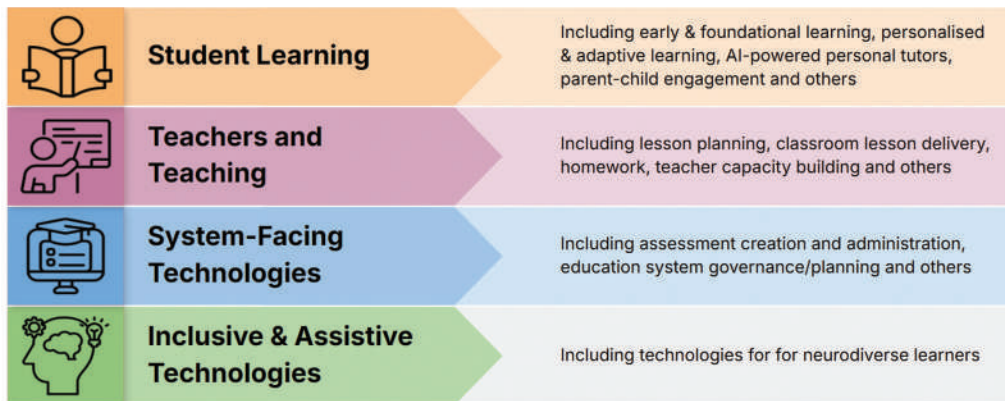 Student Learning
Including early & foundational learning, personalised
& adaptive learning, AI-powered personal tutors,
parent-child engagement and others
Teachers and
Teaching
Including lesson planning, classroom lesson delivery,
homework, teacher capacity building and others
System-Facing
Technologies
Including assessment creation and administration,
education system governance/planning and others
Inclusive & Assistive
Technologies
Including technologies for for neurodiverse learners